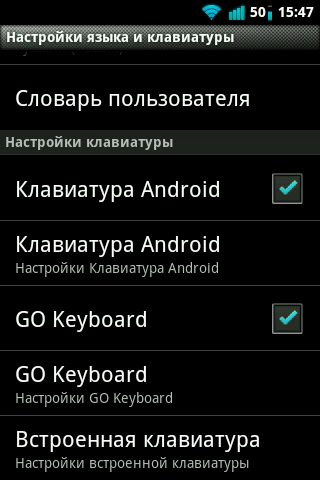 50 15:47
Настройки языка и клавиатуры
Словарь пользователя
Настройки клавиатуры
Клавиатура Android
Клавиатура Android
Настройки Клавиатура Android
GO Keyboard
GO Keyboard
Настройки GO Keyboard
Встроенная клавиатура
Настройки встроенной клавиатуры